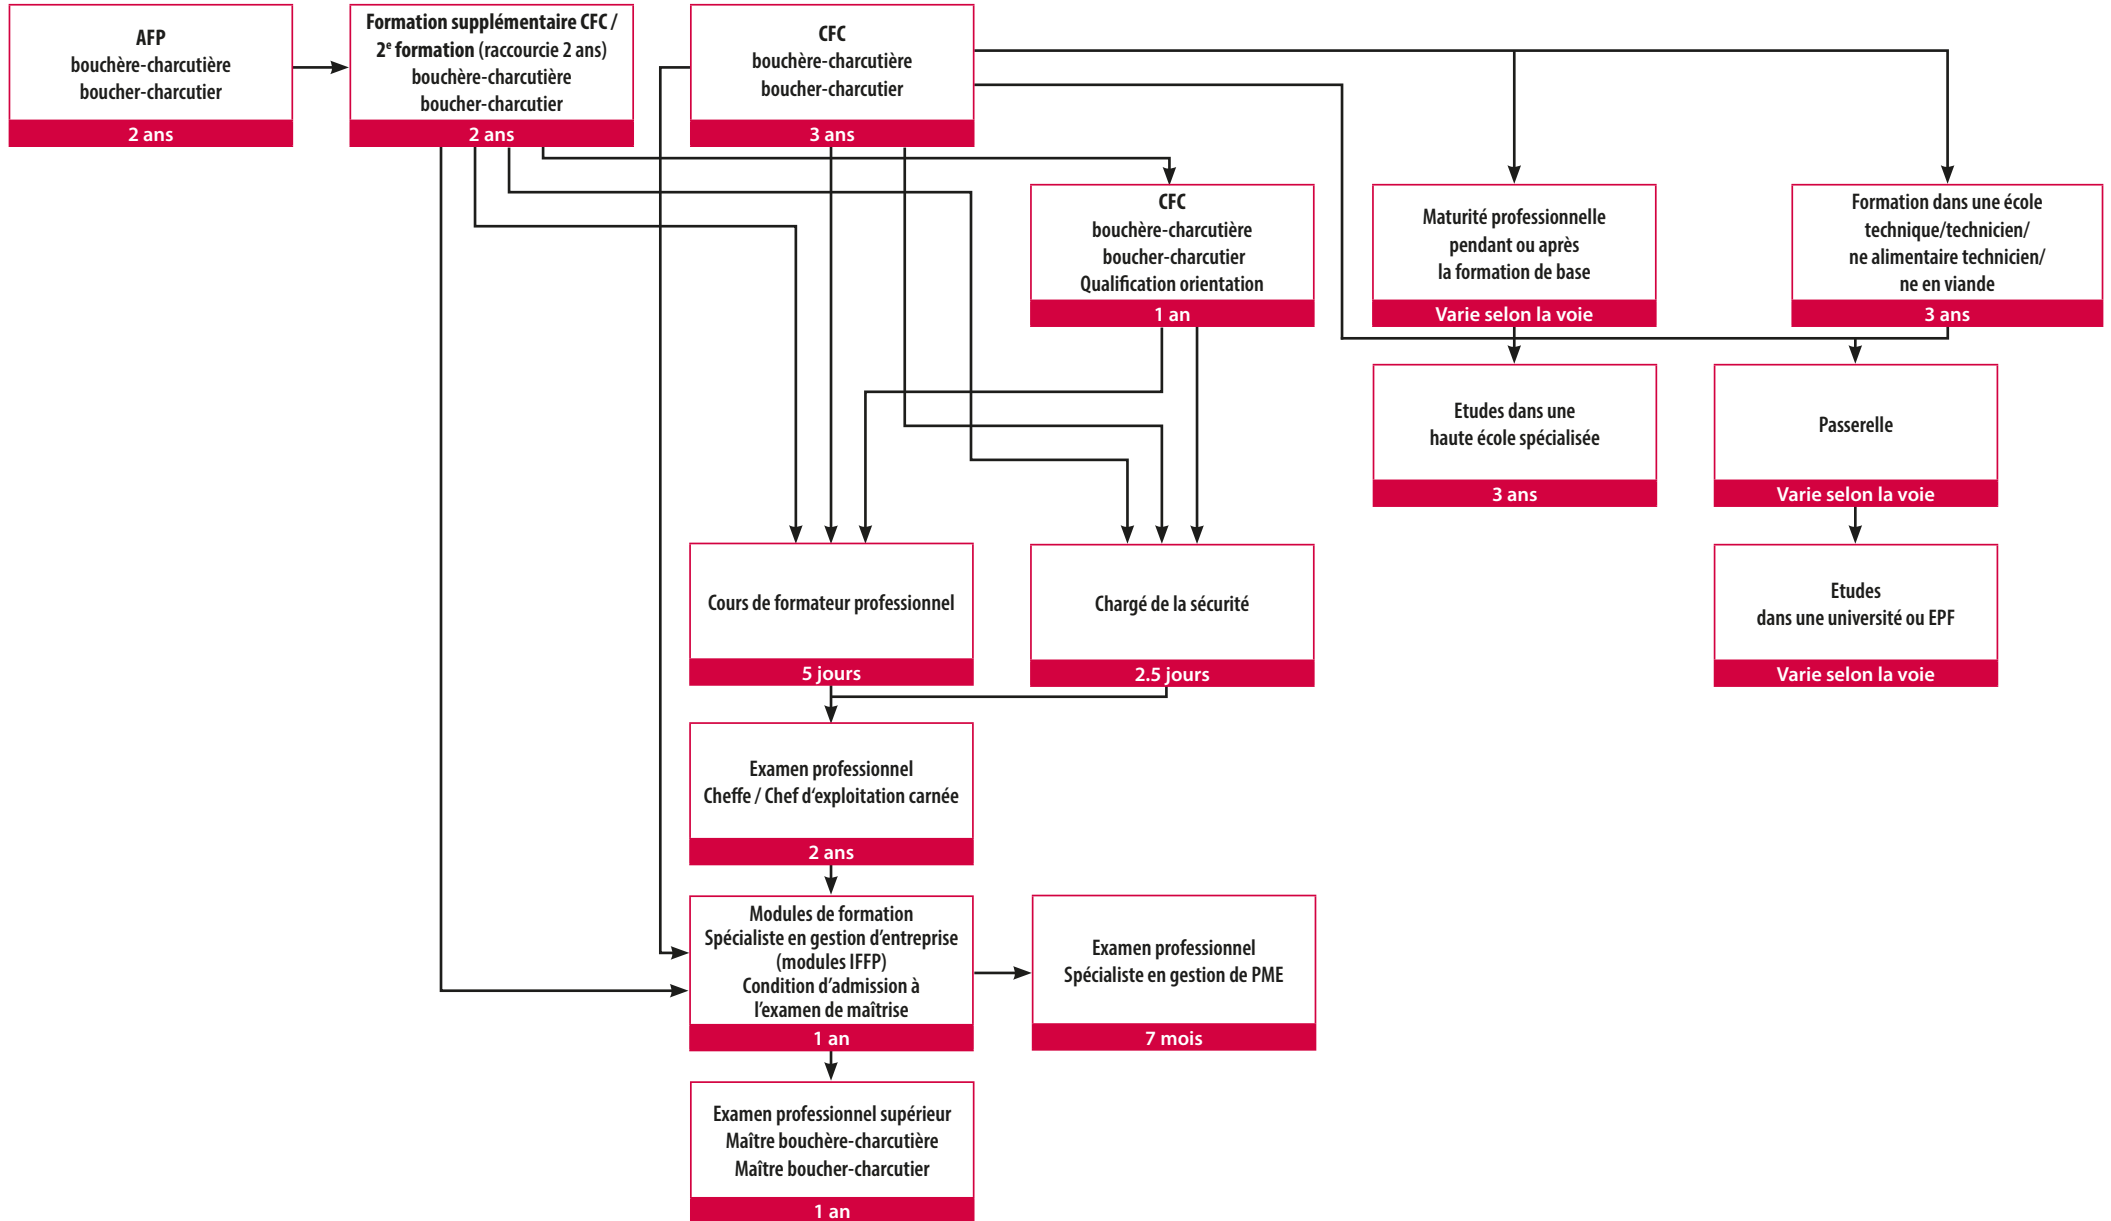 AFP
bouchère-charcutière
boucher-charcutier
2 ans
Formation supplémentaire CFC /
2e formation (raccourcie 2 ans)
bouchère-charcutière
boucher-charcutier
2 ans
CFC
bouchère-charcutière
boucher-charcutier
3 ans
CFC
bouchère-charcutière
boucher-charcutier
Qualification orientation
1 an
Maturité professionnelle
pendant ou après
la formation de base
Varie selon la voie
Formation dans une école
technique/technicien/
ne alimentaire technicien/
ne en viande
3 ans
Etudes dans une
haute école spécialisée
3 ans
Passerelle
Varie selon la voie
Cours de formateur professionnel
5 jours
Chargé de la sécurité
2.5 jours
Etudes
dans une université ou EPF
Varie selon la voie
Examen professionnel
Cheffe / Chef d‘exploitation carnée
2 ans
Modules de formation
Spécialiste en gestion d’entreprise
(modules IFFP)
Condition d’admission à
l’examen de maîtrise
1 an
Examen professionnel
Spécialiste en gestion de PME
7 mois
Examen professionnel supérieur
Maître bouchère-charcutière
Maître boucher-charcutier
1 an